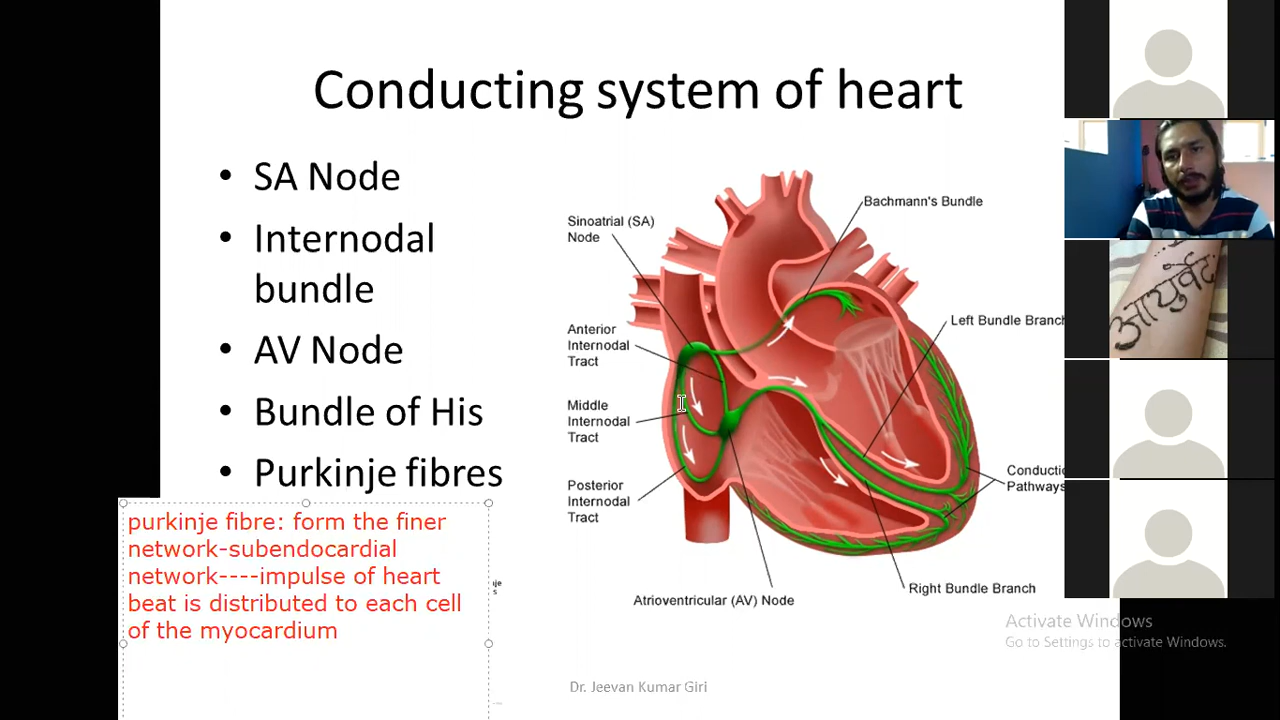 Conducting system of heart
• SA Node
• Internodal
bundle
• AV Node
• Bundle of His
• Purkinje fibres
purkinje fibre: form the finer
network-subendocardial
network----impulse of heart
beat is distributed to each cell
of the myocardium
Bachmann's Bundle
Sinoatrial (SA)
Node
Left Bundle Branch
Anterior
Internodal
Tract
Middle
Internodal
Tract
Posterior
Internodal
Tract
Conducti
Pathways
Right Bundle Branch
Atrioventricular (AV) Node
Dr. Jeevan Kumar Giri
आयुर्वेद
Activate Windows
Go to Settings to activate Windows.